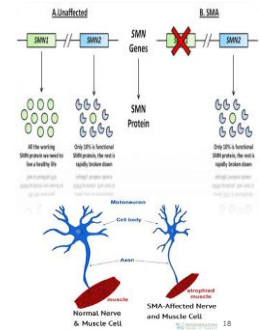 A.Unaffected
B. SMA
SMN1
SMN2
SMN
Genes
SMN2
SMN
Protein
All the working
SMN protein we need to
live a healthy life
Only 10% is functional
SMN protein, the rest is
rapidly broken down
Only 10% is functional
SMN protein, the rest is
rapidly broken down
Motoneuron
Cell body
Axon
muscle
atrophied
muscle
Normal Nerve
& Muscle Cell
SMA-Affected Nerve
and Muscle Cell
18